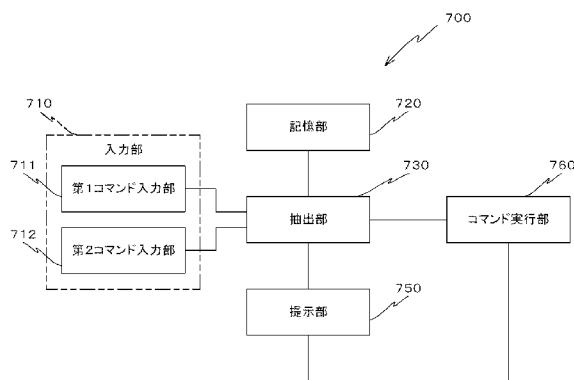 700
710
720
記憶部
入力部
711
第1コマンド入力部
730
抽出部
760
コマンド実行部
712
第2コマンド入力部
750
提示部